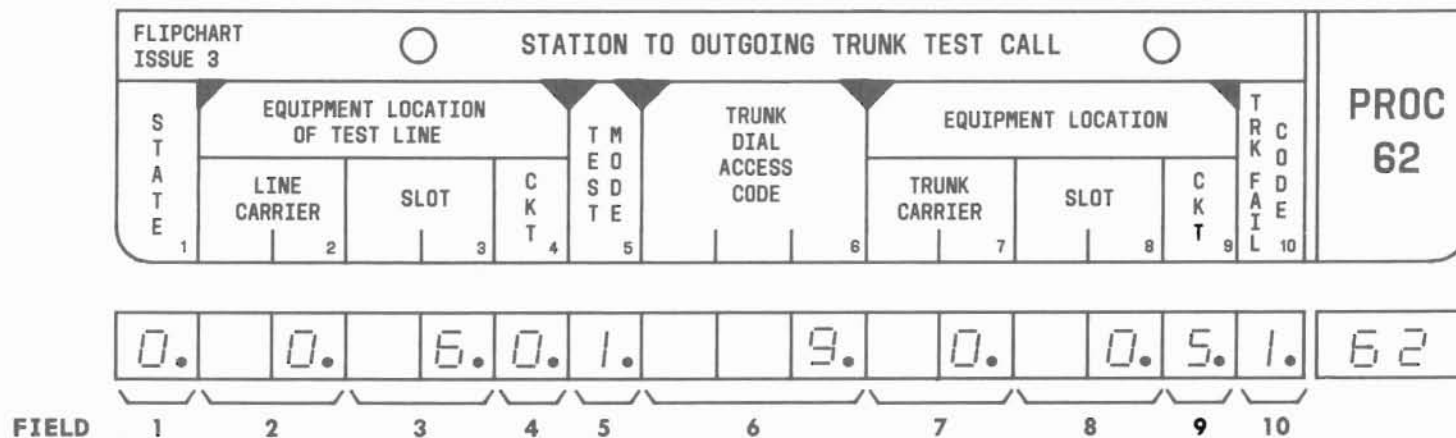 FLIPCHART
ISSUE 3
STATION TO OUTGOING TRUNK TEST CALL
PROC
62
STATE
1
EQUIPMENT LOCATION
OF TEST LINE
LINE
CARRIER
2
SLOT
3
CKT
4
TEST
MODE
5
TRUNK
DIAL
ACCESS
CODE
6
EQUIPMENT LOCATION
TRUNK
CARRIER
7
SLOT
8
CKT
9
TRK FAIL
CODE
10
0. 0. 6. 0. 1. 9. 0. 0. 5. 1. 62
FIELD 1 2 3 4 5 6 7 8 9 10